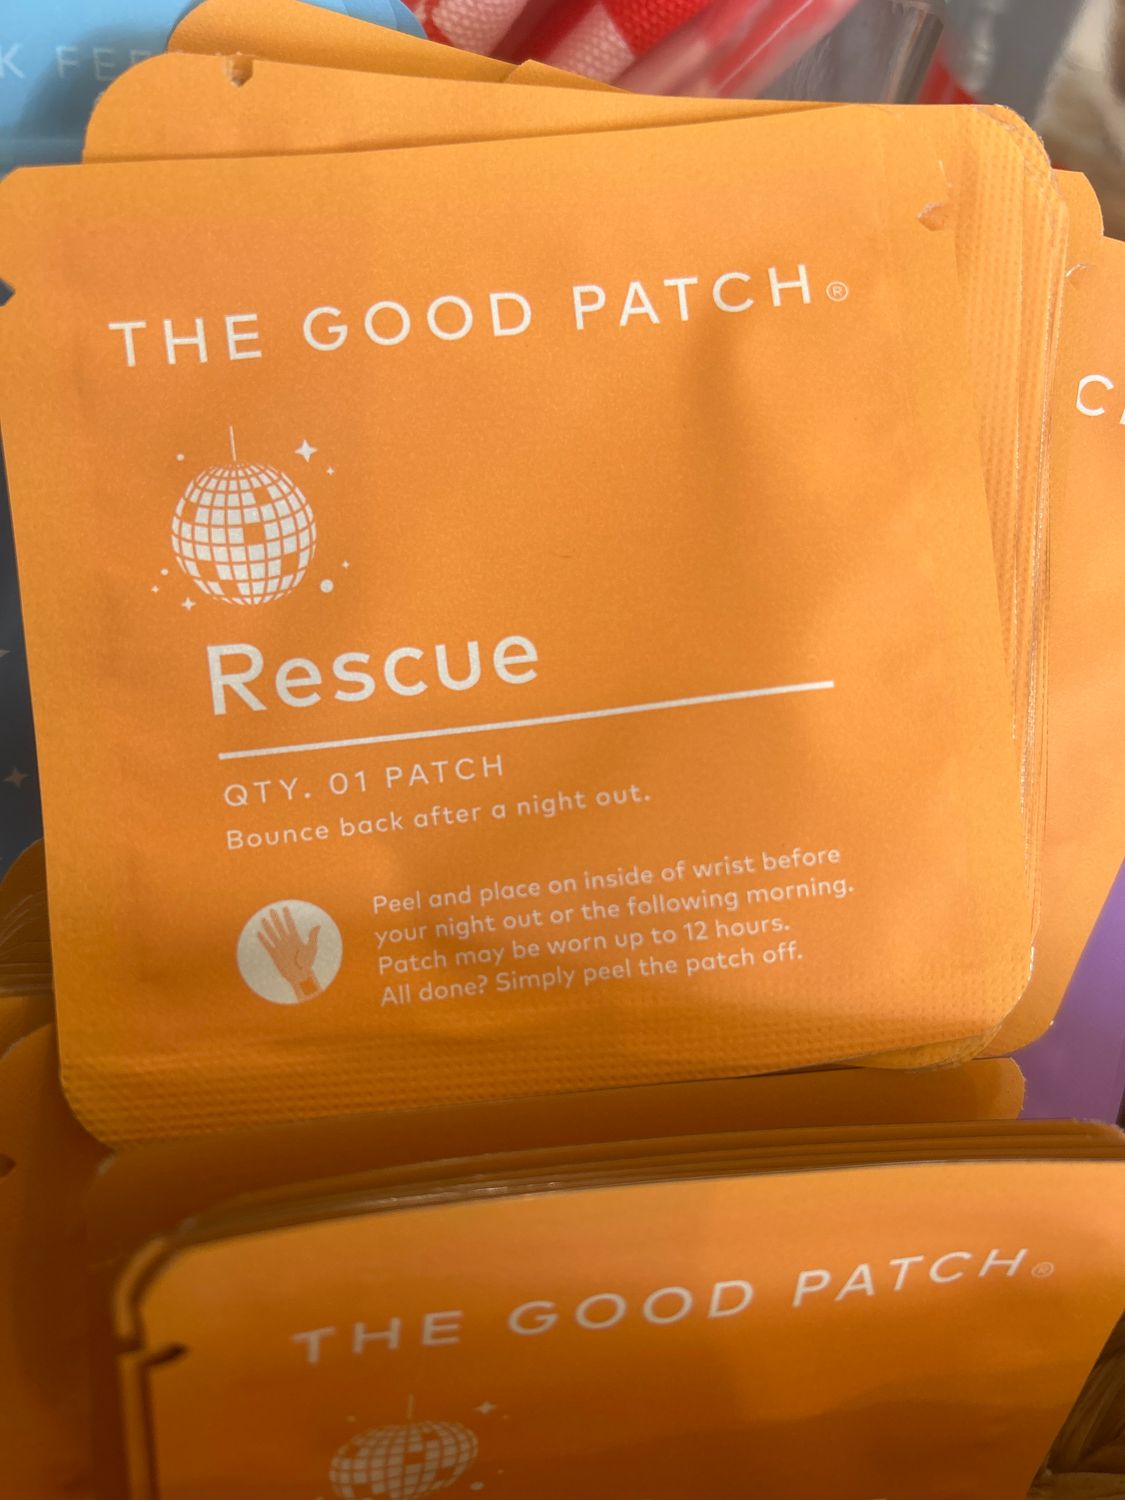 THE GOOD PATCH®
Rescue
QTY. 01 PATCH
Bounce back after a night out.
Peel and place on inside of wrist before
your night out or the following morning.
Patch may be worn up to 12 hours.
All done? Simply peel the patch off.
THE GOOD PATCH®